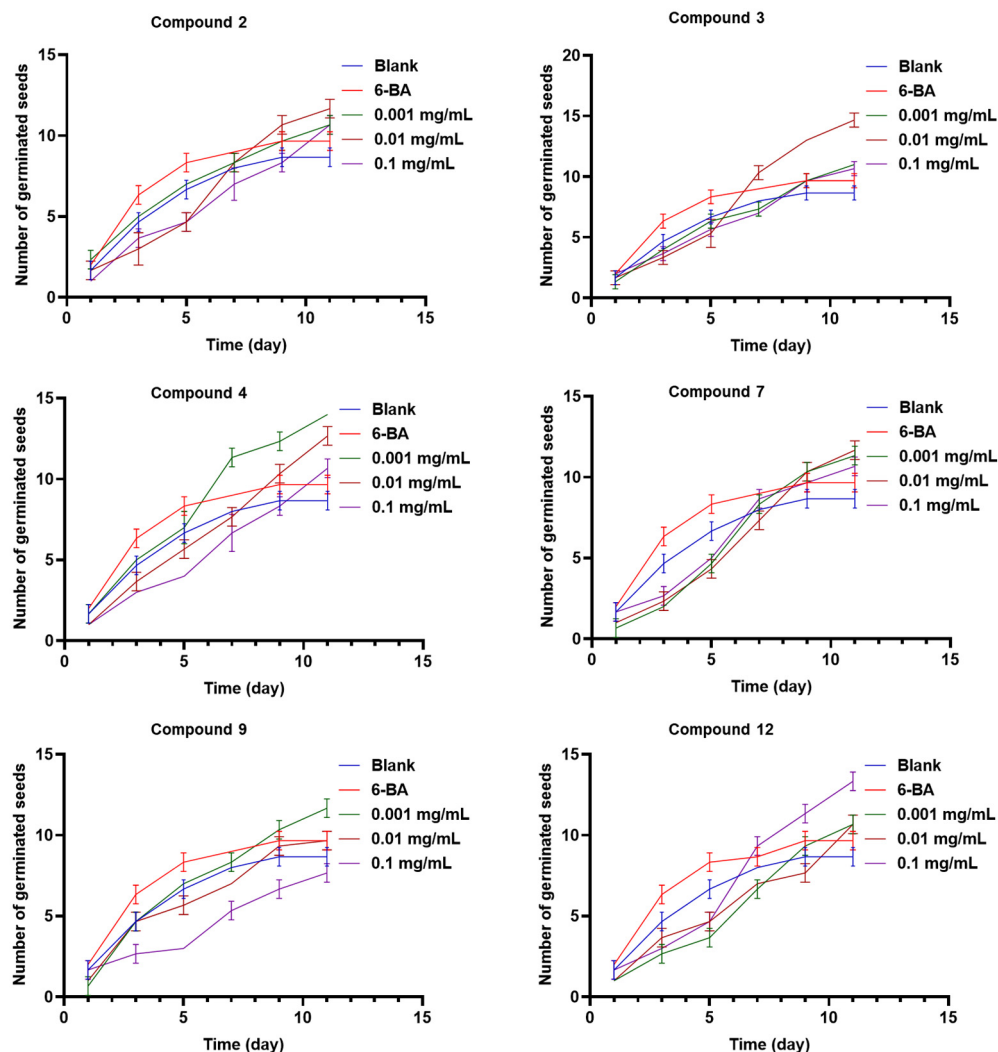 Compound 2
Number of germinated seeds
15
10
5
0
0
5
10
15
Time (day)
Blank
6-BA
0.001 mg/mL
0.01 mg/mL
0.1 mg/mL
Compound 3
Number of germinated seeds
20
15
10
5
0
0
5
10
15
Time (day)
Blank
6-BA
0.001 mg/mL
0.01 mg/mL
0.1 mg/mL
Compound 4
Number of germinated seeds
15
10
5
0
0
5
10
15
Time (day)
Blank
6-BA
0.001 mg/mL
0.01 mg/mL
0.1 mg/mL
Compound 7
Number of germinated seeds
15
10
5
0
0
5
10
15
Time (day)
Blank
6-BA
0.001 mg/mL
0.01 mg/mL
0.1 mg/mL
Compound 9
Number of germinated seeds
15
10
5
0
0
5
10
15
Time (day)
Blank
6-BA
0.001 mg/mL
0.01 mg/mL
0.1 mg/mL
Compound 12
Number of germinated seeds
15
10
5
0
0
5
10
15
Time (day)
Blank
6-BA
0.001 mg/mL
0.01 mg/mL
0.1 mg/mL